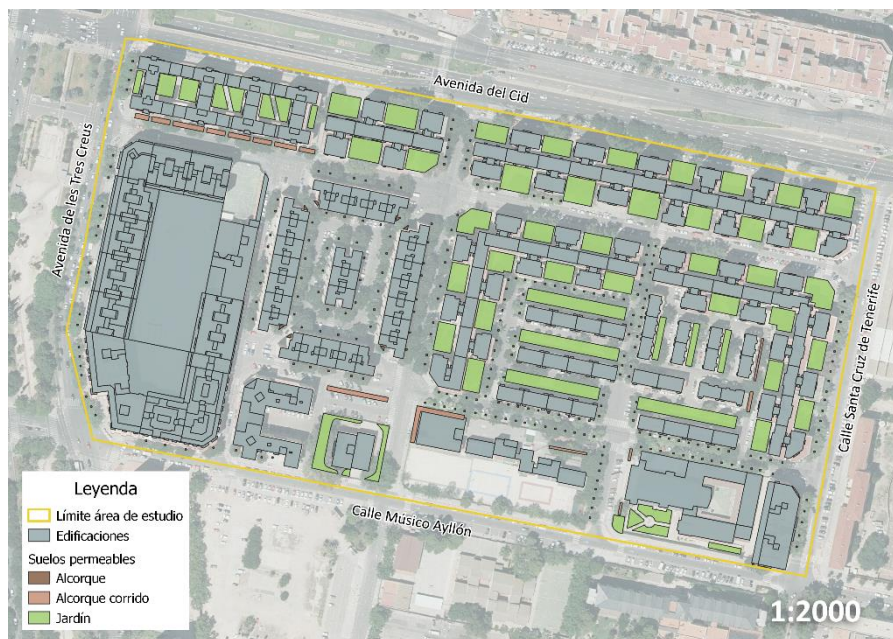 Avenida del Cid
Avenida de les Tres Creus
Calle Santa Cruz de Tenerife
Calle Músico Ayllón
Leyenda
Límite área de estudio
Edificaciones
Suelos permeables
Alcorque
Alcorque corrido
Jardín
1:2000